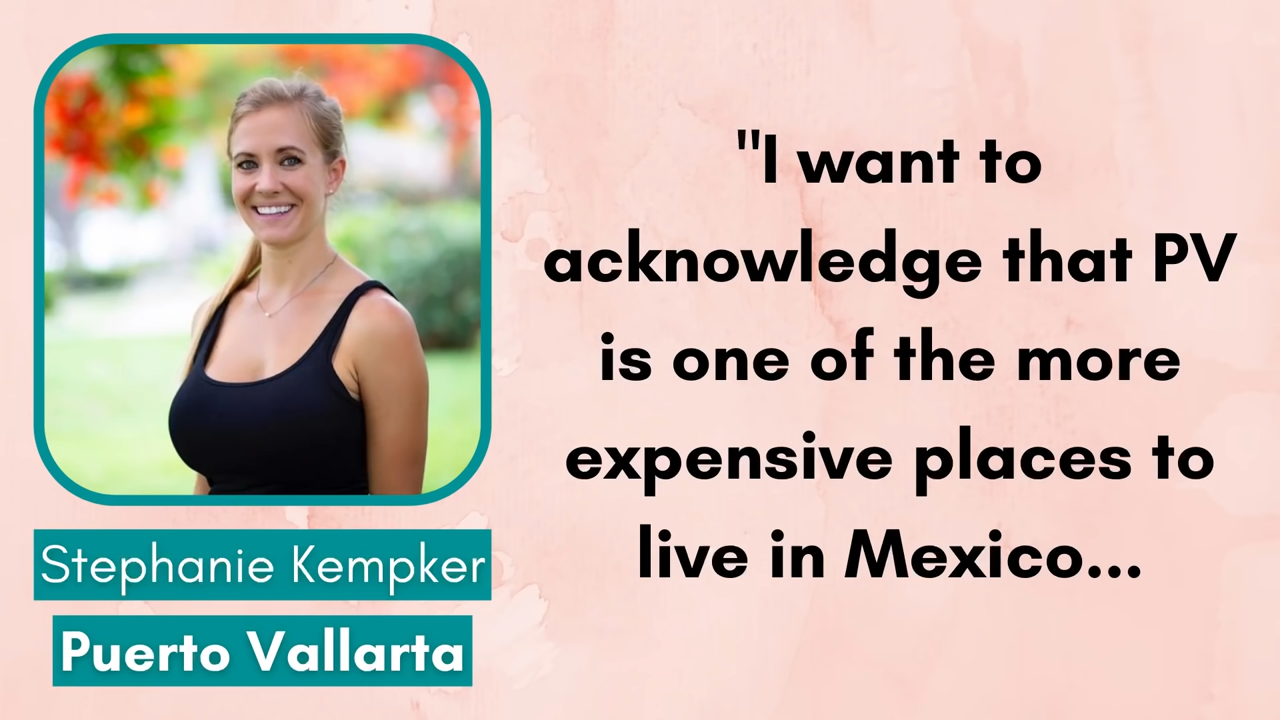 "I want to
acknowledge that PV
is one of the more
expensive places to
live in Mexico...
Stephanie Kempker
Puerto Vallarta